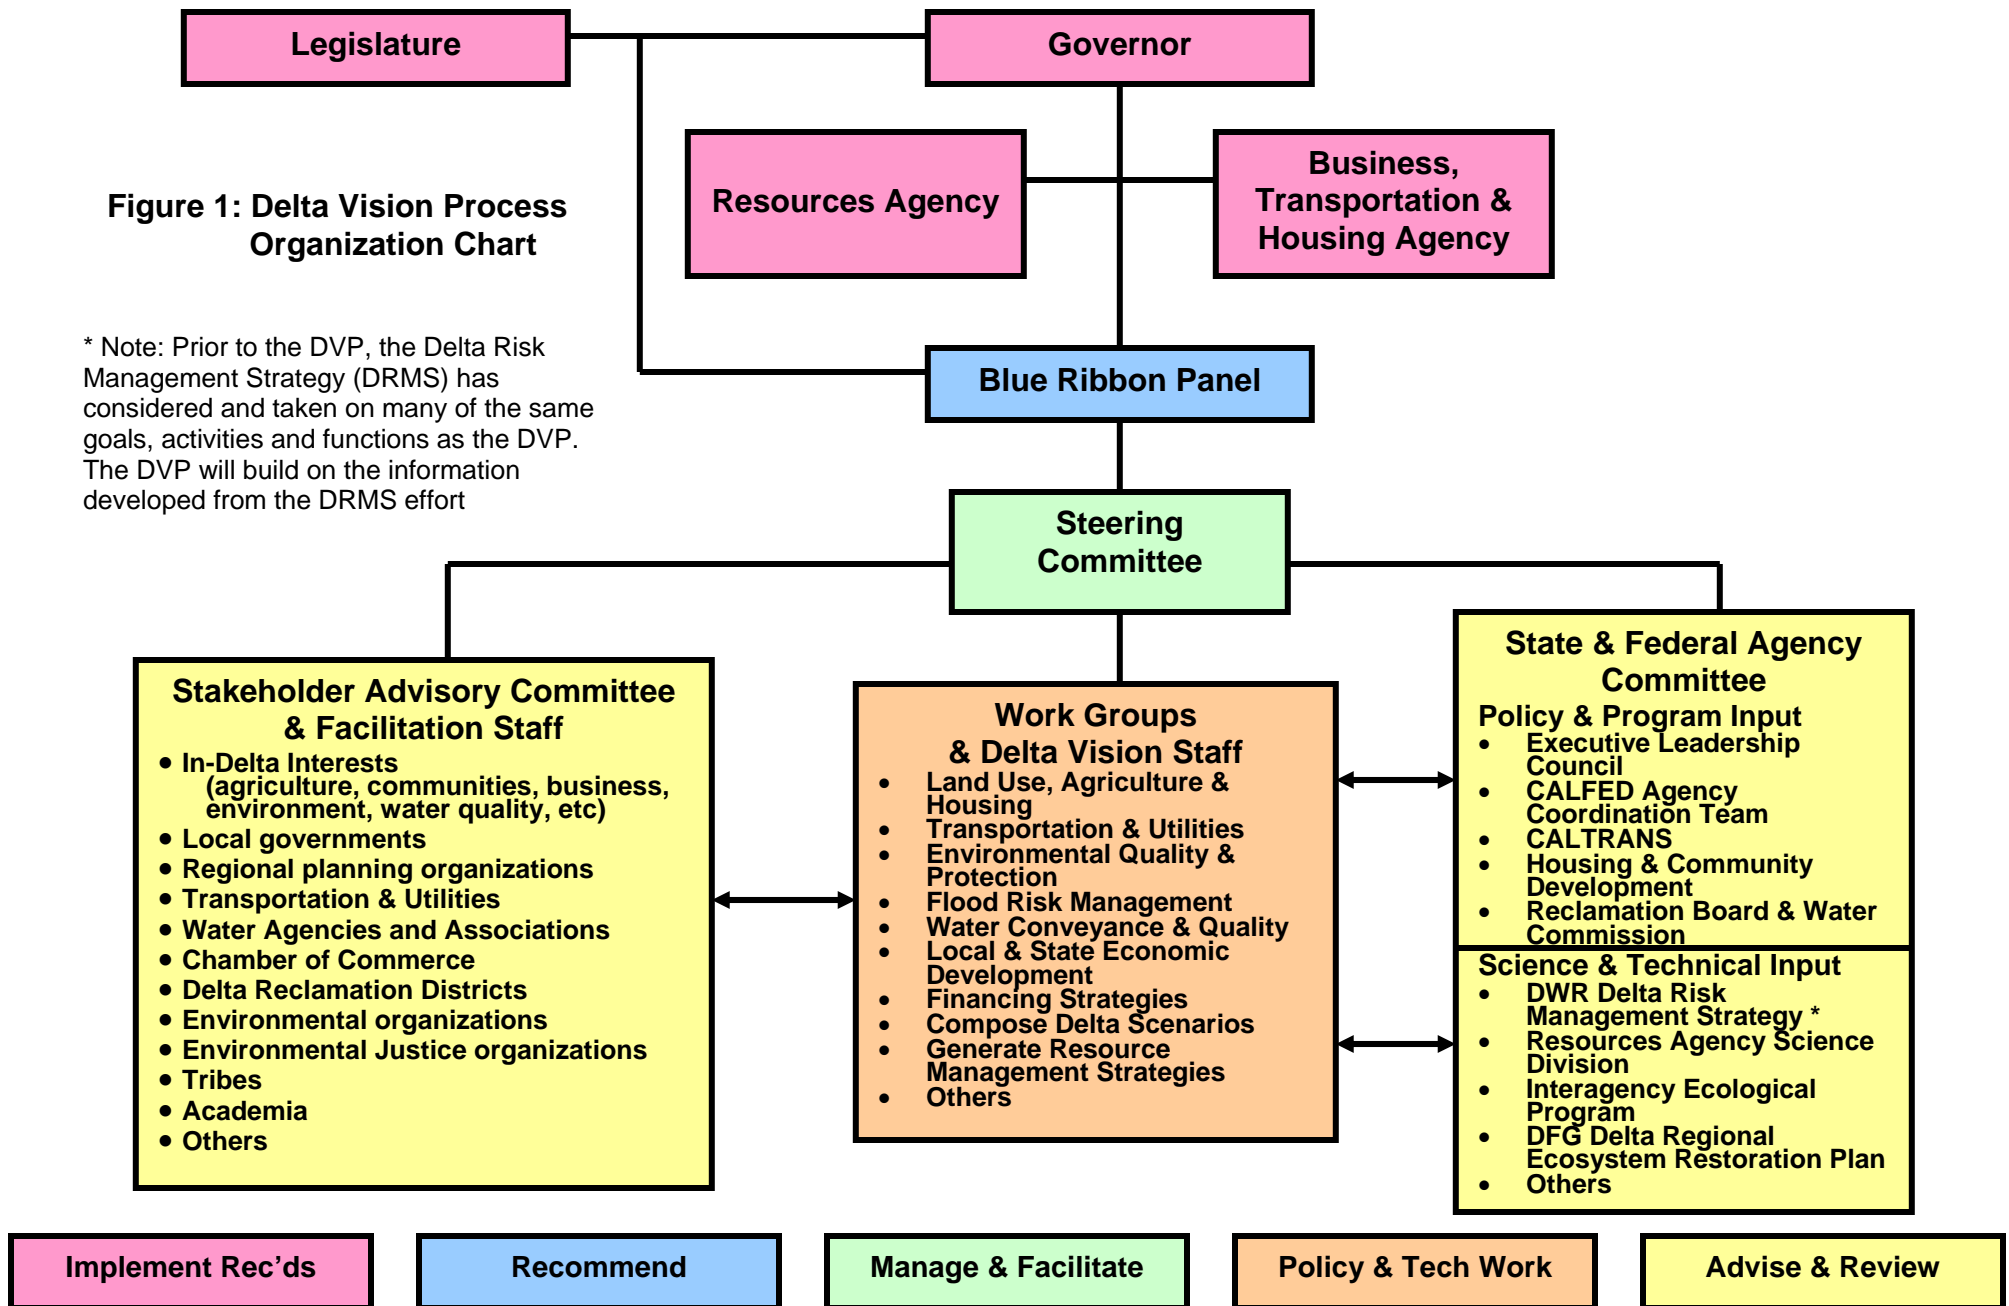 Legislature
Governor
Resources Agency
Business,
Transportation &
Housing Agency
Figure 1: Delta Vision Process
Organization Chart
* Note: Prior to the DVP, the Delta Risk
Management Strategy (DRMS) has
considered and taken on many of the same
goals, activities and functions as the DVP.
The DVP will build on the information
developed from the DRMS effort
Blue Ribbon Panel
Steering
Committee
Stakeholder Advisory Committee
& Facilitation Staff
• In-Delta Interests
(agriculture, communities, business,
environment, water quality, etc)
• Local governments
• Regional planning organizations
• Transportation & Utilities
• Water Agencies and Associations
• Chamber of Commerce
• Delta Reclamation Districts
• Environmental organizations
• Environmental Justice organizations
• Tribes
• Academia
• Others
Work Groups
& Delta Vision Staff
• Land Use, Agriculture &
Housing
• Transportation & Utilities
• Environmental Quality &
Protection
• Flood Risk Management
• Water Conveyance & Quality
• Local & State Economic
Development
• Financing Strategies
• Compose Delta Scenarios
• Generate Resource
Management Strategies
• Others
State & Federal Agency
Committee
Policy & Program Input
• Executive Leadership
Council
• CALFED Agency
Coordination Team
• CALTRANS
• Housing & Community
Development
• Reclamation Board & Water
Commission
Science & Technical Input
• DWR Delta Risk
Management Strategy *
• Resources Agency Science
Division
• Interagency Ecological
Program
• DFG Delta Regional
Ecosystem Restoration Plan
• Others
Implement Rec’ds
Recommend
Manage & Facilitate
Policy & Tech Work
Advise & Review